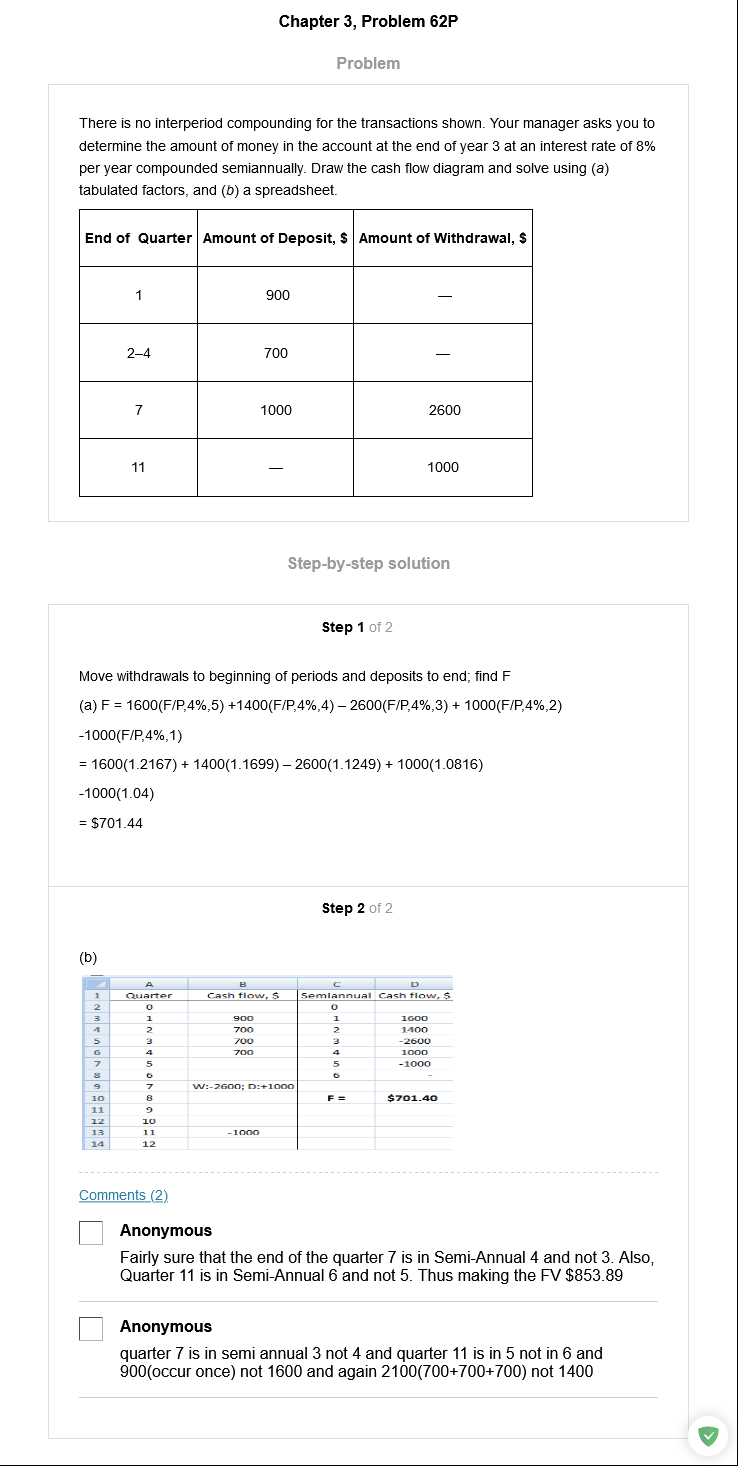 Chapter 3, Problem 62P
Problem
There is no interperiod compounding for the transactions shown. Your manager asks you to
determine the amount of money in the account at the end of year 3 at an interest rate of 8%
per year compounded semiannually. Draw the cash flow diagram and solve using (a)
tabulated factors, and (b) a spreadsheet.
End of Quarter Amount of Deposit, $ Amount of Withdrawal, $
1 900 —
2–4 700 —
7 1000 2600
11 — 1000
Step-by-step solution
Step 1 of 2
Move withdrawals to beginning of periods and deposits to end; find F
(a) F = 1600(F/P,4%,5) +1400(F/P,4%,4) – 2600(F/P,4%,3) + 1000(F/P,4%,2)
-1000(F/P,4%,1)
= 1600(1.2167) + 1400(1.1699) – 2600(1.1249) + 1000(1.0816)
-1000(1.04)
= $701.44
Step 2 of 2
(b)
A B C D
1 Quarter Cash flow, $ Semiannual Cash flow, $
2 0 0
3 1 900 1 1600
4 2 700 2 1400
5 3 700 3 -2600
6 4 700 4 1000
7 5 5 -1000
8 6 6 -
9 7 W:-2600; D:+1000
10 8 F = $701.40
11 9
12 10
13 11 -1000
14 12
Comments (2)
Anonymous
Fairly sure that the end of the quarter 7 is in Semi-Annual 4 and not 3. Also,
Quarter 11 is in Semi-Annual 6 and not 5. Thus making the FV $853.89
Anonymous
quarter 7 is in semi annual 3 not 4 and quarter 11 is in 5 not in 6 and
900(occur once) not 1600 and again 2100(700+700+700) not 1400